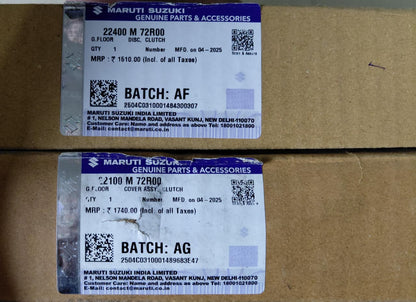 MARUTI SUZUKI
GENUINE PARTS & ACCESSORIES
22400 M 72R00
G.FLOOR DISC, CLUTCH
QTY 1 Number MFD. on 04-2025
MRP : ₹ 1510.00 (Incl. of all Taxes)
Scan & Verify
BATCH: AF
2504C0310001484300307
MARUTI SUZUKI INDIA LIMITED
# 1, NELSON MANDELA ROAD, VASANT KUNJ, NEW DELHI-110070
Customer Care: Name and address as above Tel: 18001021800
E-Mail: contact@maruti.co.in
MARUTI SUZUKI
GENUINE PARTS & ACCESSORIES
22100 M 72R00
G.FLOOR COVER ASSY, CLUTCH
QTY 1 Number MFD. on 04-2025
MRP : ₹ 1740.00 (Incl. of all Taxes)
BATCH: AG
2504C0310001489683E47
MARUTI SUZUKI INDIA LIMITED
# 1, NELSON MANDELA ROAD, VASANT KUNJ, NEW DELHI-110070
Customer Care: Name and address as above Tel: 18001021800
E-Mail: contact@maruti.co.in